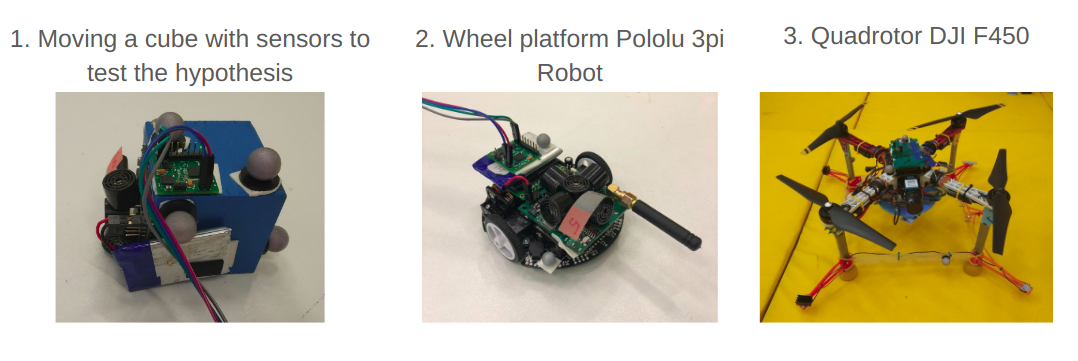 1. Moving a cube with sensors to
test the hypothesis
2. Wheel platform Pololu 3pi
Robot
3. Quadrotor DJI F450